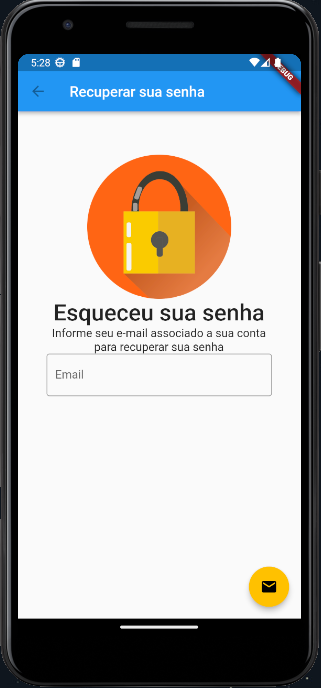 5:28
DEBUG
Recuperar sua senha
Esqueceu sua senha
Informe seu e-mail associado a sua conta
para recuperar sua senha
Email